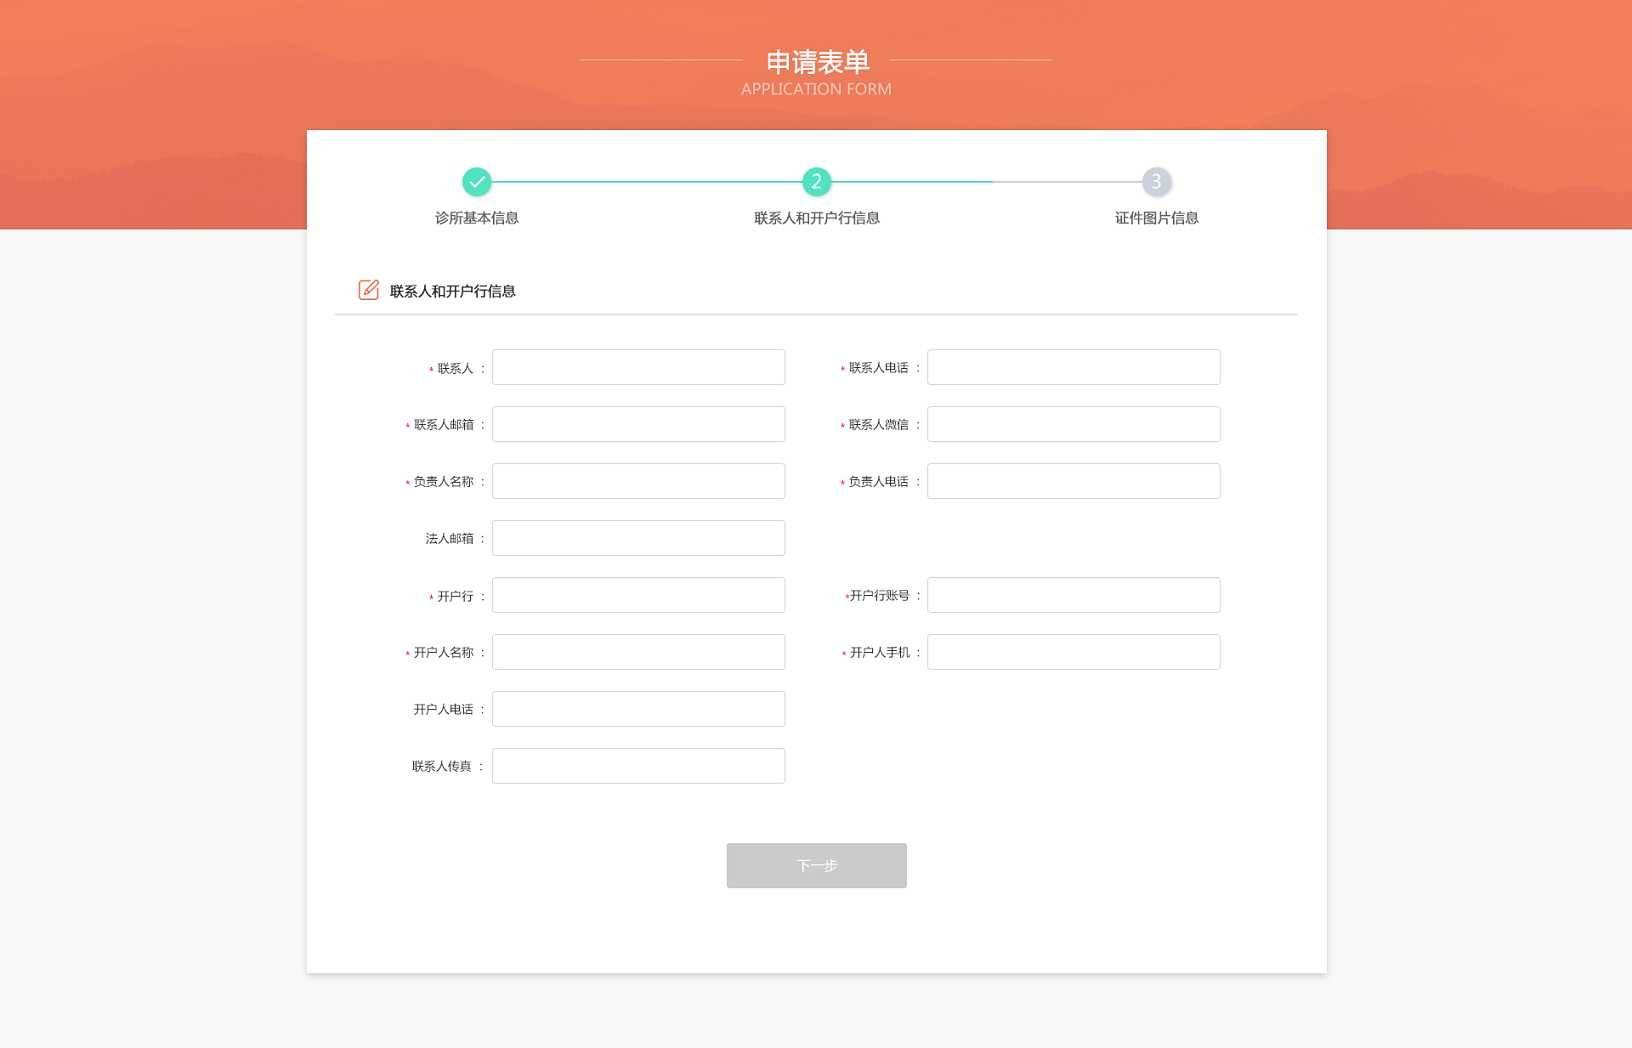 申请表单
APPLICATION FORM
2
3
诊所基本信息
联系人和开户行信息
证件图片信息
联系人和开户行信息
* 联系人 :
* 联系人电话 :
* 联系人邮箱 :
* 联系人微信 :
* 负责人名称 :
* 负责人电话 :
法人邮箱 :
* 开户行 :
*开户行账号 :
* 开户人名称 :
* 开户人手机 :
开户人电话 :
联系人传真 :
下一步